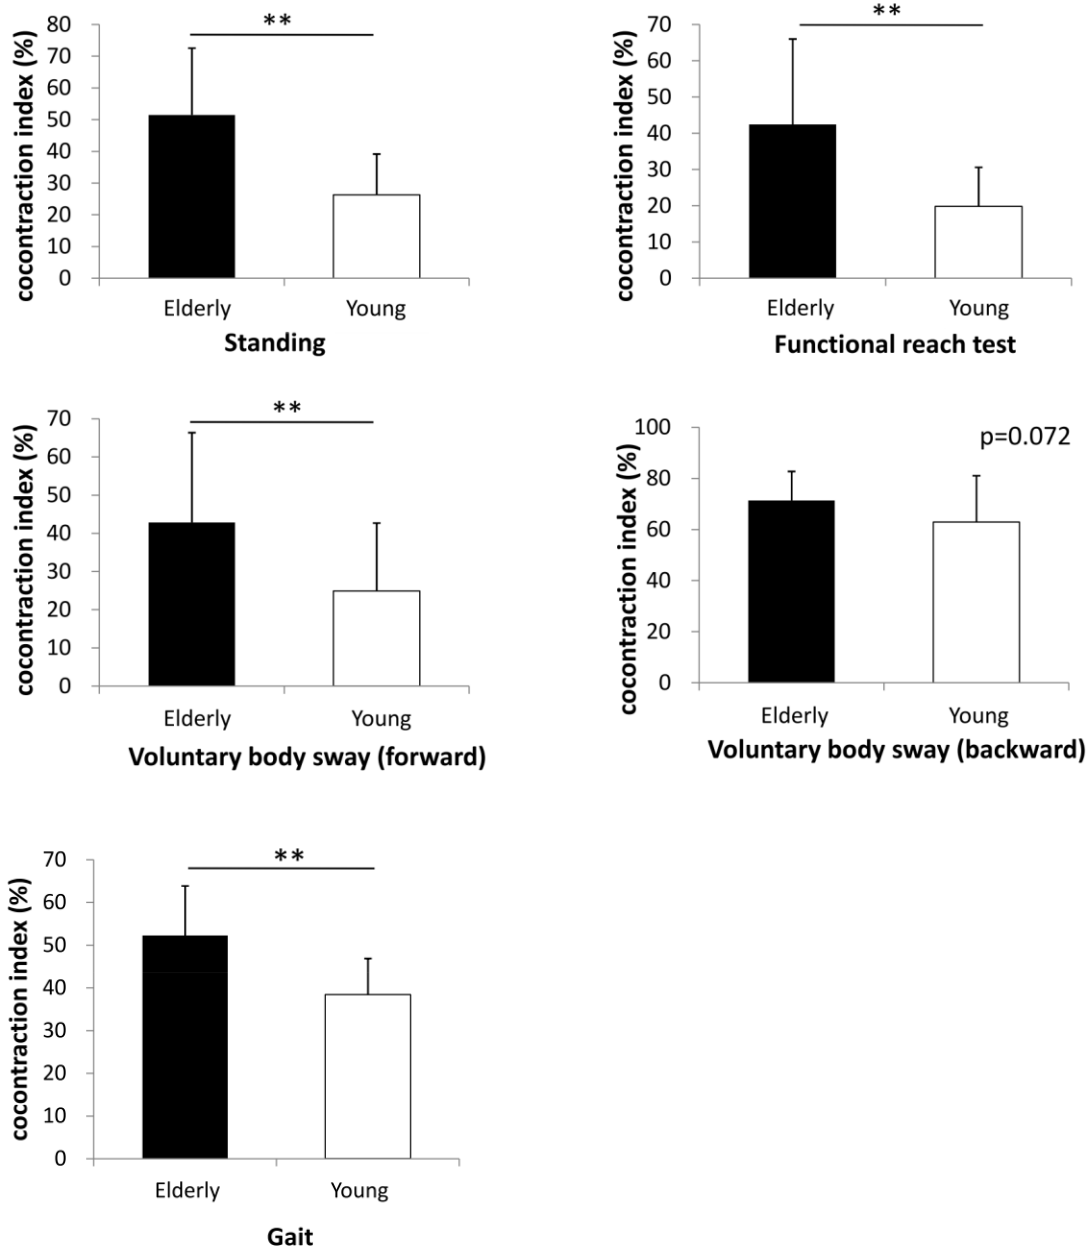 **
cocontraction index (%)
80
70
60
50
40
30
20
10
0
Elderly Young
Standing
**
cocontraction index (%)
70
60
50
40
30
20
10
0
Elderly Young
Functional reach test
**
cocontraction index (%)
70
60
50
40
30
20
10
0
Elderly Young
Voluntary body sway (forward)
p=0.072
cocontraction index (%)
100
80
60
40
20
0
Elderly Young
Voluntary body sway (backward)
**
cocontraction index (%)
70
60
50
40
30
20
10
0
Elderly Young
Gait